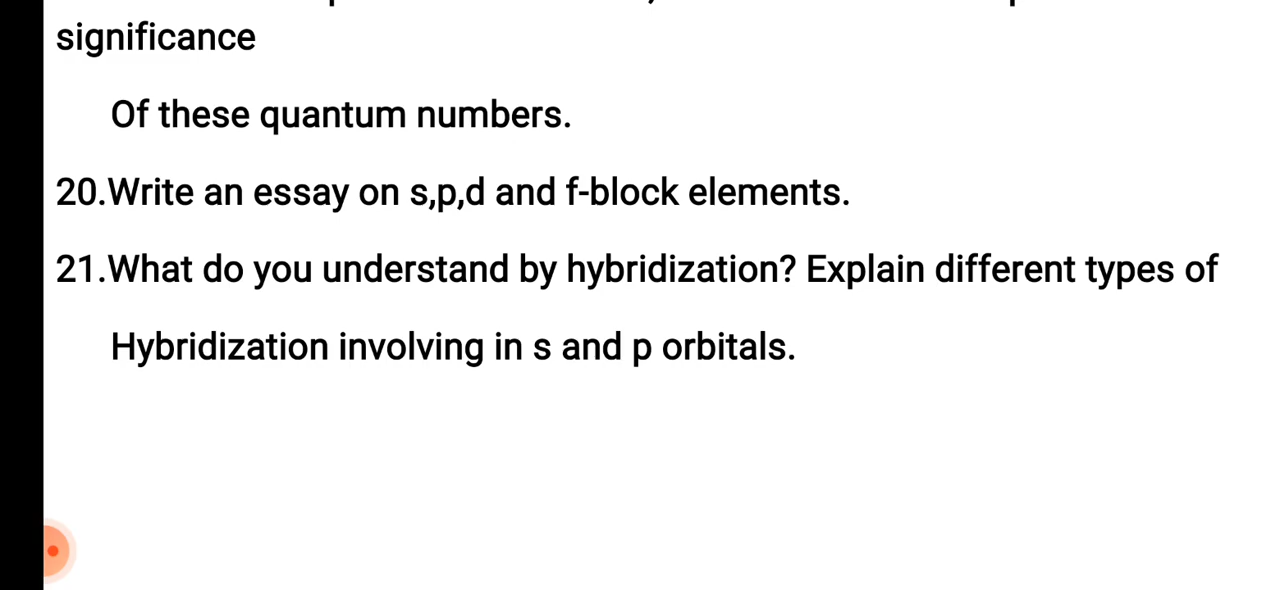 significance
Of these quantum numbers.
20.Write an essay on s,p,d and f-block elements.
21.What do you understand by hybridization? Explain different types of
Hybridization involving in s and p orbitals.